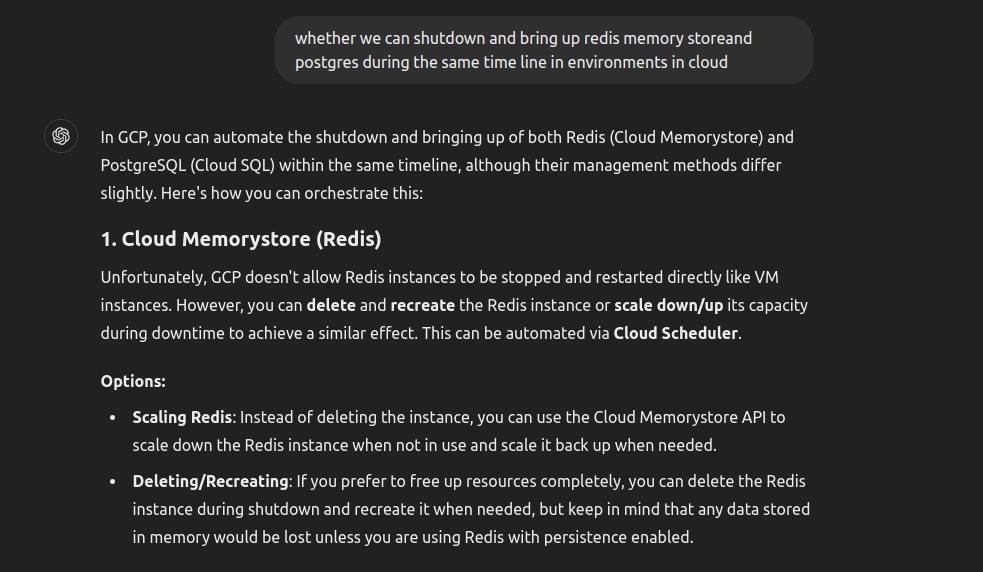 whether we can shutdown and bring up redis memory storeand
postgres during the same time line in environments in cloud
In GCP, you can automate the shutdown and bringing up of both Redis (Cloud Memorystore) and
PostgreSQL (Cloud SQL) within the same timeline, although their management methods differ
slightly. Here's how you can orchestrate this:
1. Cloud Memorystore (Redis)
Unfortunately, GCP doesn't allow Redis instances to be stopped and restarted directly like VM
instances. However, you can delete and recreate the Redis instance or scale down/up its capacity
during downtime to achieve a similar effect. This can be automated via Cloud Scheduler.
Options:
• Scaling Redis: Instead of deleting the instance, you can use the Cloud Memorystore API to
scale down the Redis instance when not in use and scale it back up when needed.
• Deleting/Recreating: If you prefer to free up resources completely, you can delete the Redis
instance during shutdown and recreate it when needed, but keep in mind that any data stored
in memory would be lost unless you are using Redis with persistence enabled.